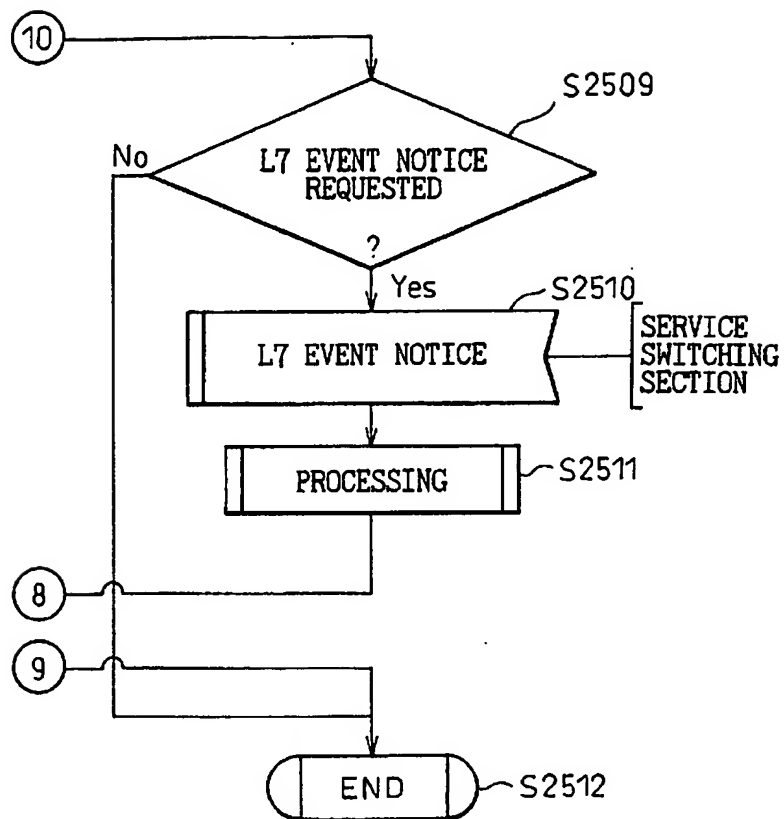 10
S2509
No
L7 EVENT NOTICE
REQUESTED
?
Yes
S2510
L7 EVENT NOTICE
SERVICE
SWITCHING
SECTION
PROCESSING
S2511
8
9
END
S2512